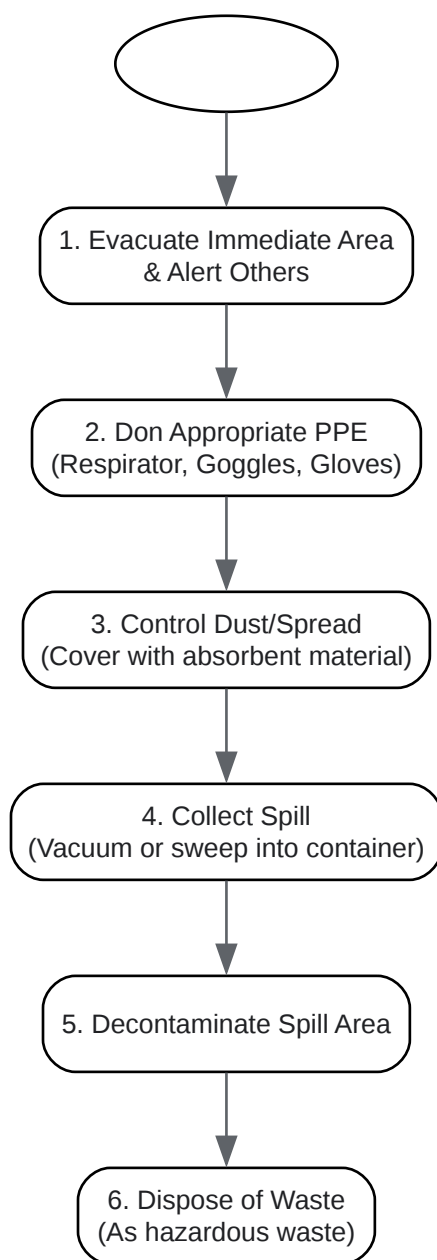 1. Evacuate Immediate Area
& Alert Others
2. Don Appropriate PPE
(Respirator, Goggles, Gloves)
3. Control Dust/Spread
(Cover with absorbent material)
4. Collect Spill
(Vacuum or sweep into container)
5. Decontaminate Spill Area
6. Dispose of Waste
(As hazardous waste)